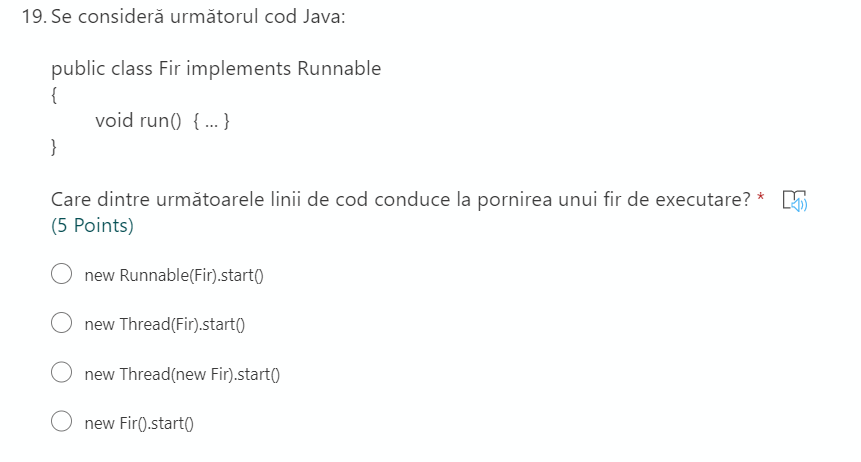 19. Se consideră următorul cod Java:
public class Fir implements Runnable
{
void run() { ... }
}
Care dintre următoarele linii de cod conduce la pornirea unui fir de executare? *
(5 Points)
new Runnable(Fir).start()
new Thread(Fir).start()
new Thread(new Fir).start()
new Fir().start()